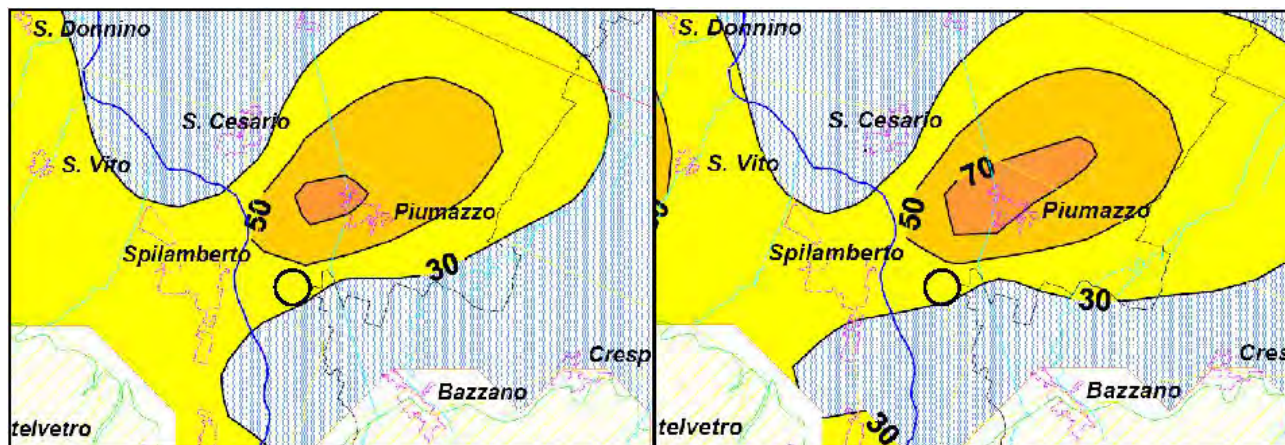 S. Donnino
S. Cesario
S. Vito
50
Piumazzo
Spilamberto
30
Cresp
Bazzano
telvetro
S. Donnino
S. Cesario
S. Vito
70
50
Piumazzo
Spilamberto
30
Cres
Bazzano
telvetro
30